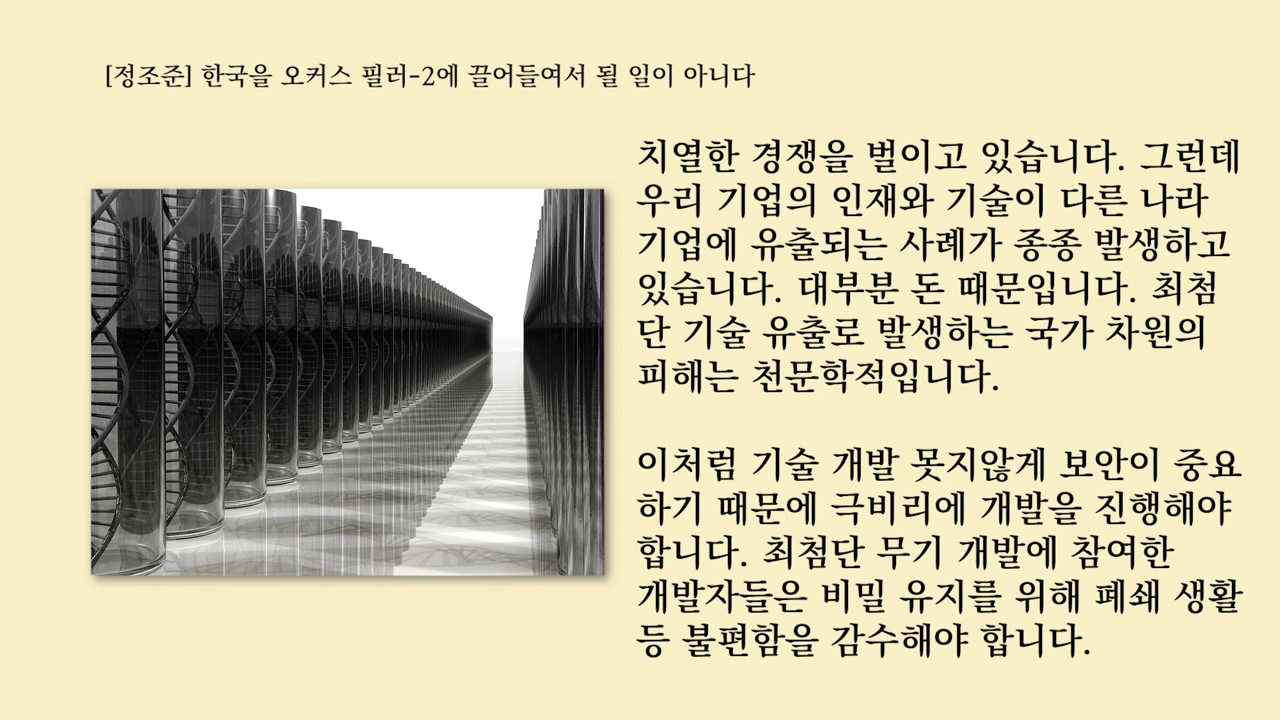 [정조준] 한국을 오커스 필러-2에 끌어들여서 될 일이 아니다
치열한 경쟁을 벌이고 있습니다. 그런데
우리 기업의 인재와 기술이 다른 나라
기업에 유출되는 사례가 종종 발생하고
있습니다. 대부분 돈 때문입니다. 최첨
단 기술 유출로 발생하는 국가 차원의
피해는 천문학적입니다.
이처럼 기술 개발 못지않게 보안이 중요
하기 때문에 극비리에 개발을 진행해야
합니다. 최첨단 무기 개발에 참여한
개발자들은 비밀 유지를 위해 폐쇄 생활
등 불편함을 감수해야 합니다.